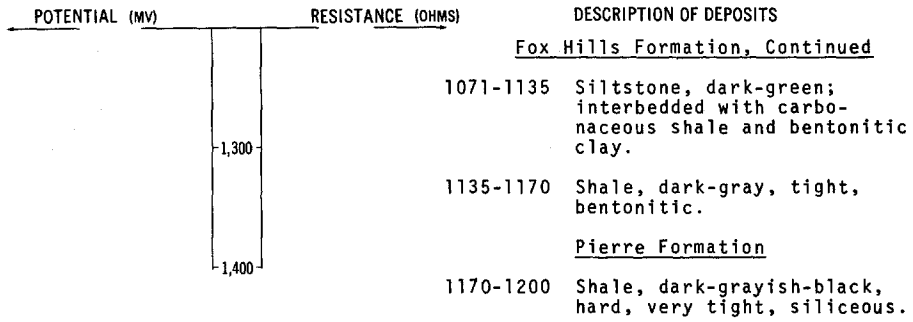 POTENTIAL (MV) RESISTANCE (OHMS) DESCRIPTION OF DEPOSITS
Fox Hills Formation, Continued
1071-1135 Siltstone, dark-green;
interbedded with carbo-
naceous shale and bentonitic
clay.
1,300
1135-1170 Shale, dark-gray, tight,
bentonitic.
Pierre Formation
1,400
1170-1200 Shale, dark-grayish-black,
hard, very tight, siliceous.